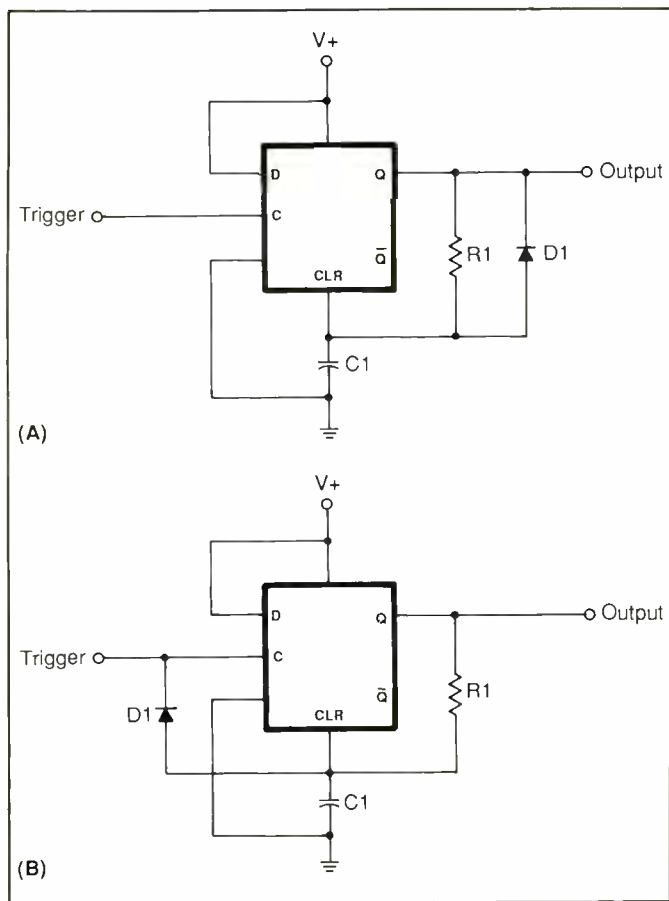 V+
D
Q
Output
Trigger
C
R1
D1
Q̄
CLR
C1
(A)
V+
D
Q
Output
Trigger
C
R1
D1
Q̄
CLR
C1
(B)